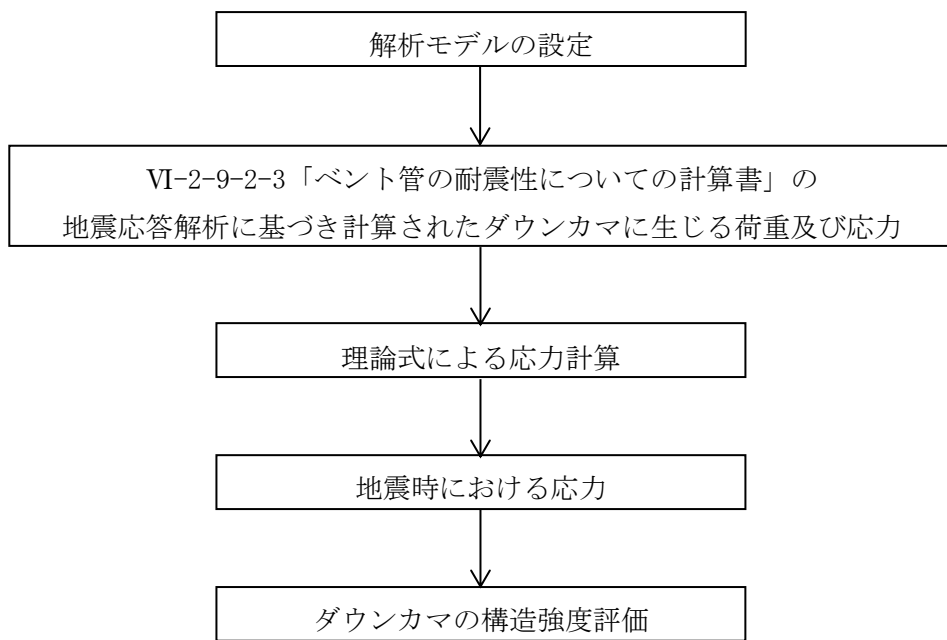 解析モデルの設定
Ⅵ-2-9-2-3「ベント管の耐震性についての計算書」の
地震応答解析に基づき計算されたダウンカマに生じる荷重及び応力
理論式による応力計算
地震時における応力
ダウンカマの構造強度評価